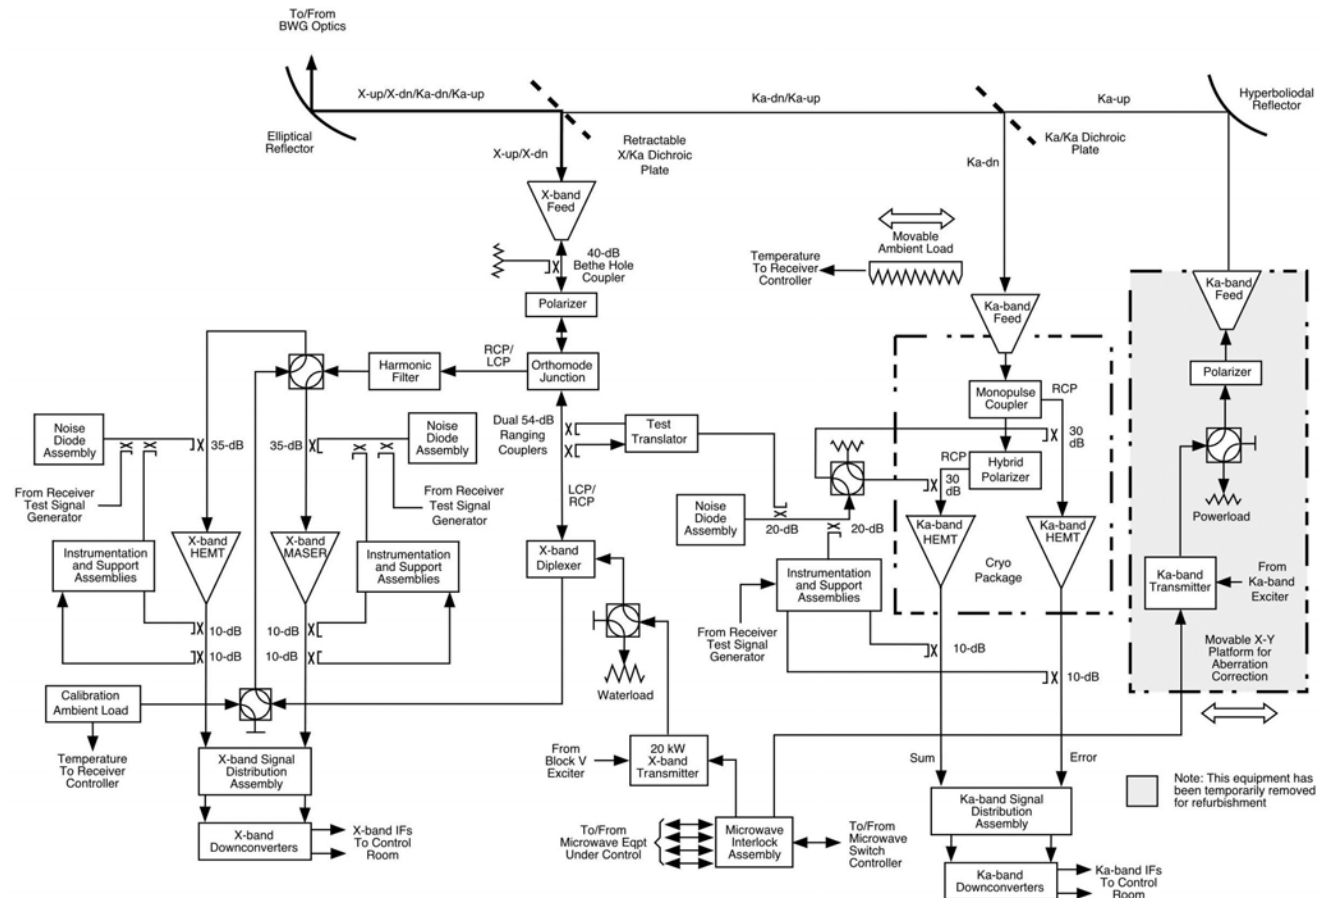 To/From
BWG Optics
X-up/X-dn/Ka-dn/Ka-up
Ka-dn/Ka-up
Ka-up
Hyperboliodal
Reflector
Elliptical
Reflector
Retractable
X/Ka Dichroic
Plate
Ka/Ka Dichroic
Plate
X-up/X-dn
Ka-dn
X-band
Feed
40-dB
Bethe Hole
Coupler
Movable
Ambient Load
Temperature
To Receiver
Controller
Ka-band
Feed
Ka-band
Feed
Polarizer
RCP/
LCP
Harmonic
Filter
Orthomode
Junction
Monopulse
Coupler
RCP
Polarizer
Noise
Diode
Assembly
35-dB
35-dB
Noise
Diode
Assembly
Dual 54-dB
Ranging
Couplers
Test
Translator
30
dB
RCP
Hybrid
Polarizer
30
dB
From Receiver
Test Signal
Generator
From Receiver
Test Signal
Generator
LCP/
RCP
Noise
Diode
Assembly
20-dB
20-dB
Ka-band
HEMT
Ka-band
HEMT
Powerload
X-band
HEMT
X-band
MASER
Instrumentation
and Support
Assemblies
Instrumentation
and Support
Assemblies
X-band
Diplexer
Instrumentation
and Support
Assemblies
Cryo
Package
Ka-band
Transmitter
From
Ka-band
Exciter
10-dB
10-dB
10-dB
10-dB
From Receiver
Test Signal
Generator
10-dB
10-dB
Movable X-Y
Platform for
Aberration
Correction
Waterload
Calibration
Ambient Load
Temperature
To Receiver
Controller
X-band Signal
Distribution
Assembly
From
Block V
Exciter
20 kW
X-band
Transmitter
Sum
Error
Note: This equipment has
been temporarily removed
for refurbishment
Ka-band Signal
Distribution
Assembly
X-band
Downconverters
X-band IFs
To Control
Room
To/From
Microwave Eqpt
Under Control
Microwave
Interlock
Assembly
To/From
Microwave
Switch
Controller
Ka-band
Downconverters
Ka-band IFs
To Control
Room